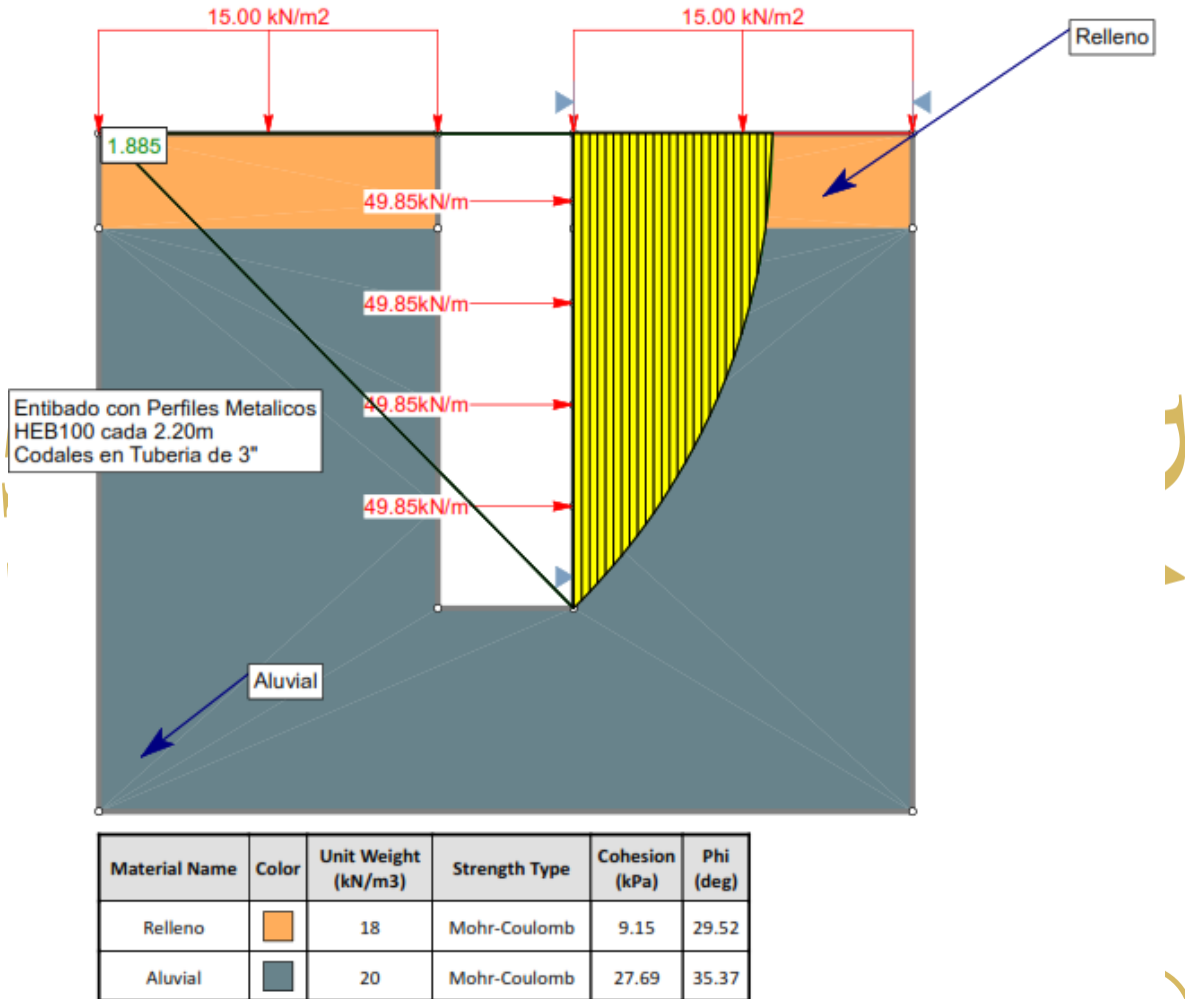 15.00 kN/m2
15.00 kN/m2
Relleno
1.885
49.85kN/m
49.85kN/m
49.85kN/m
49.85kN/m
Entibado con Perfiles Metalicos
HEB100 cada 2.20m
Codales en Tuberia de 3"
Aluvial
Material Name Color Unit Weight (kN/m3) Strength Type Cohesion (kPa) Phi (deg)
Relleno 18 Mohr-Coulomb 9.15 29.52
Aluvial 20 Mohr-Coulomb 27.69 35.37